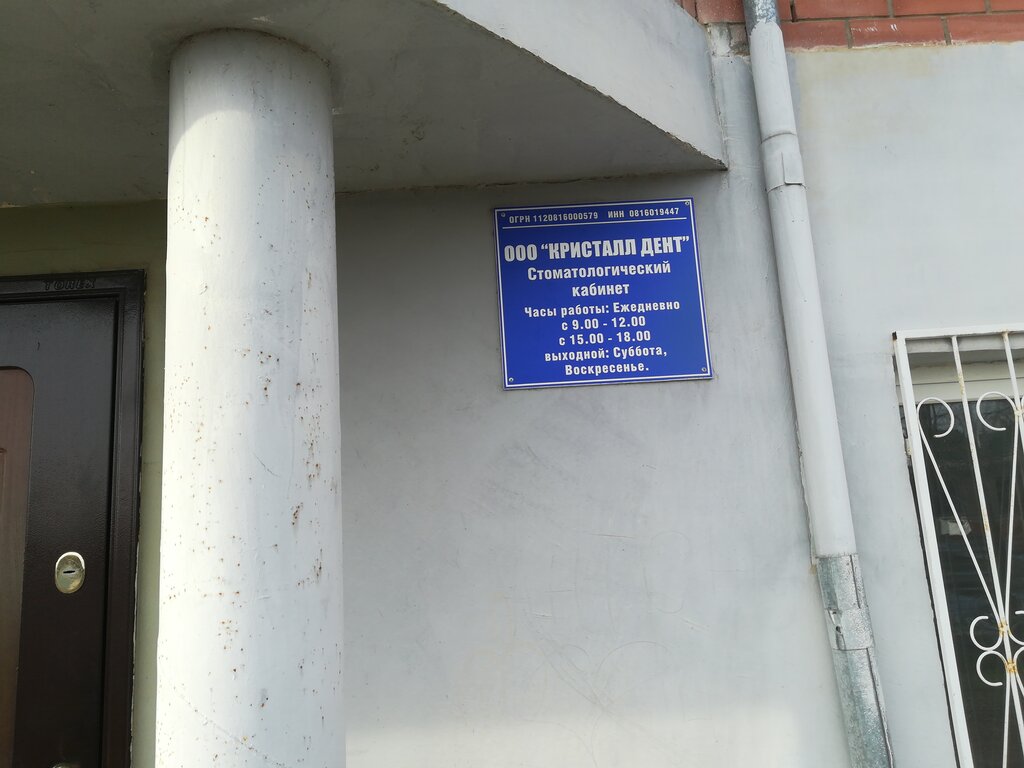 ОГРН 1120816000579 ИНН 0816019447
ООО "КРИСТАЛЛ ДЕНТ"
Стоматологический
кабинет
Часы работы: Ежедневно
с 9.00 - 12.00
с 15.00 - 18.00
выходной: Суббота,
Воскресенье.